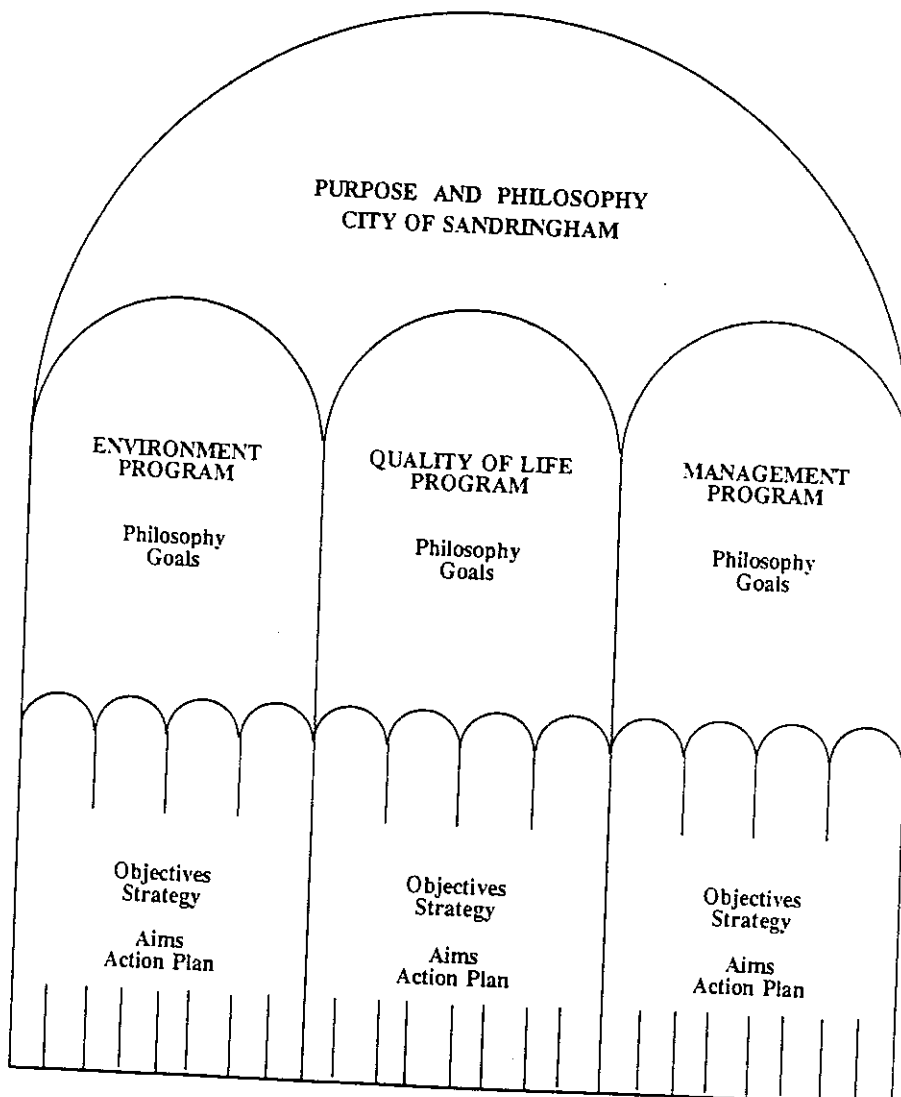 PURPOSE AND PHILOSOPHY
CITY OF SANDRINGHAM
ENVIRONMENT
PROGRAM
Philosophy
Goals
QUALITY OF LIFE
PROGRAM
Philosophy
Goals
MANAGEMENT
PROGRAM
Philosophy
Goals
Objectives
Strategy
Aims
Action Plan
Objectives
Strategy
Aims
Action Plan
Objectives
Strategy
Aims
Action Plan